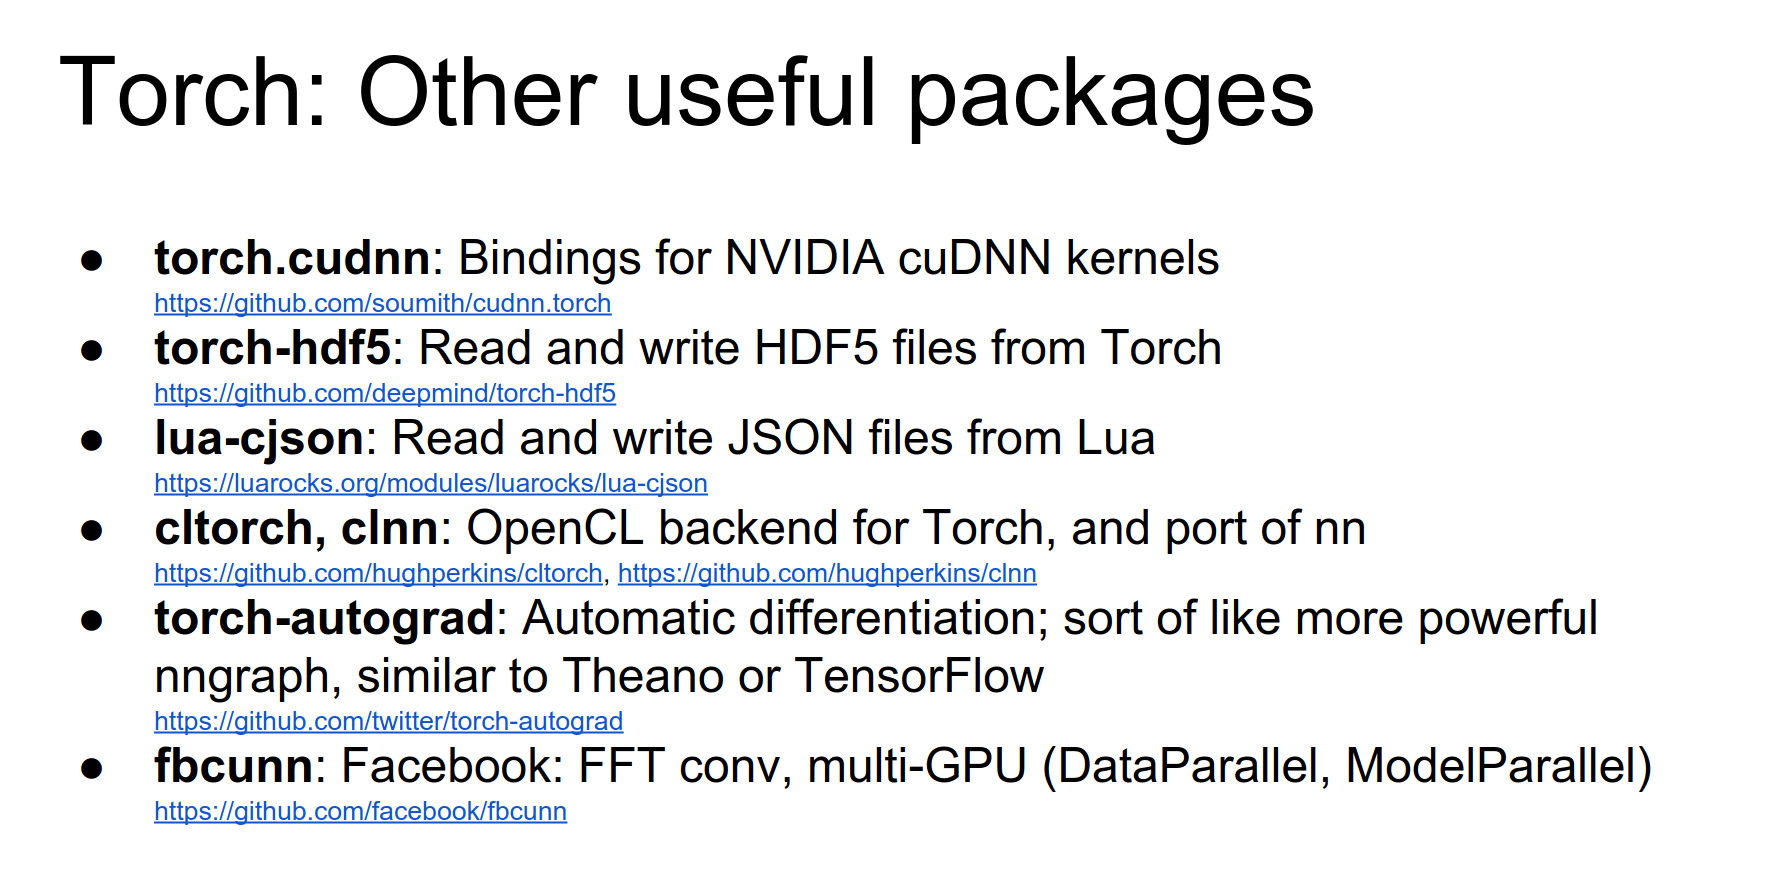 Torch: Other useful packages
● torch.cudnn: Bindings for NVIDIA cuDNN kernels
https://github.com/soumith/cudnn.torch
● torch-hdf5: Read and write HDF5 files from Torch
https://github.com/deepmind/torch-hdf5
● lua-cjson: Read and write JSON files from Lua
https://luarocks.org/modules/luarocks/lua-cjson
● cltorch, clnn: OpenCL backend for Torch, and port of nn
https://github.com/hughperkins/cltorch, https://github.com/hughperkins/clnn
● torch-autograd: Automatic differentiation; sort of like more powerful
nngraph, similar to Theano or TensorFlow
https://github.com/twitter/torch-autograd
● fbcunn: Facebook: FFT conv, multi-GPU (DataParallel, ModelParallel)
https://github.com/facebook/fbcunn